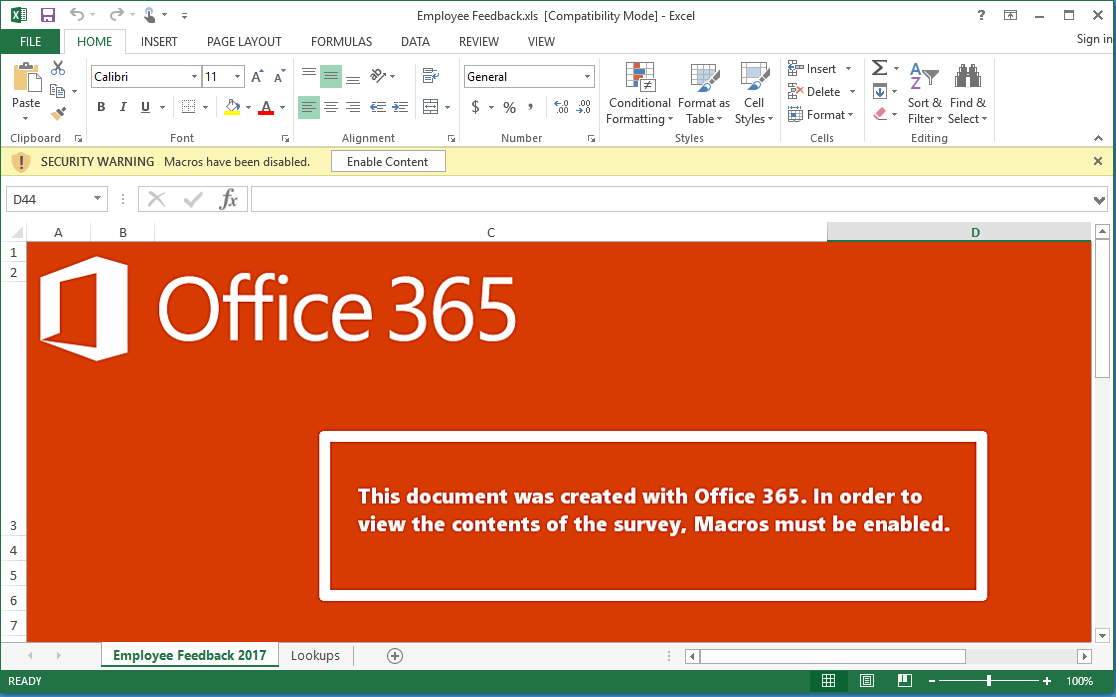 Employee Feedback.xls [Compatibility Mode] - Excel
?
FILE HOME INSERT PAGE LAYOUT FORMULAS DATA REVIEW VIEW Sign in
Calibri 11 A A General
Paste B I U A $ % , .0 .00 Conditional Formatting Format as Table Cell Styles Insert Delete Format Σ A Z Sort & Filter Find & Select
Clipboard Font Alignment Number Styles Cells Editing
! SECURITY WARNING Macros have been disabled. Enable Content
D44 fx
A B C D
1
2
Office 365
This document was created with Office 365. In order to
view the contents of the survey, Macros must be enabled.
3
4
5
6
7
Employee Feedback 2017 Lookups
READY 100%